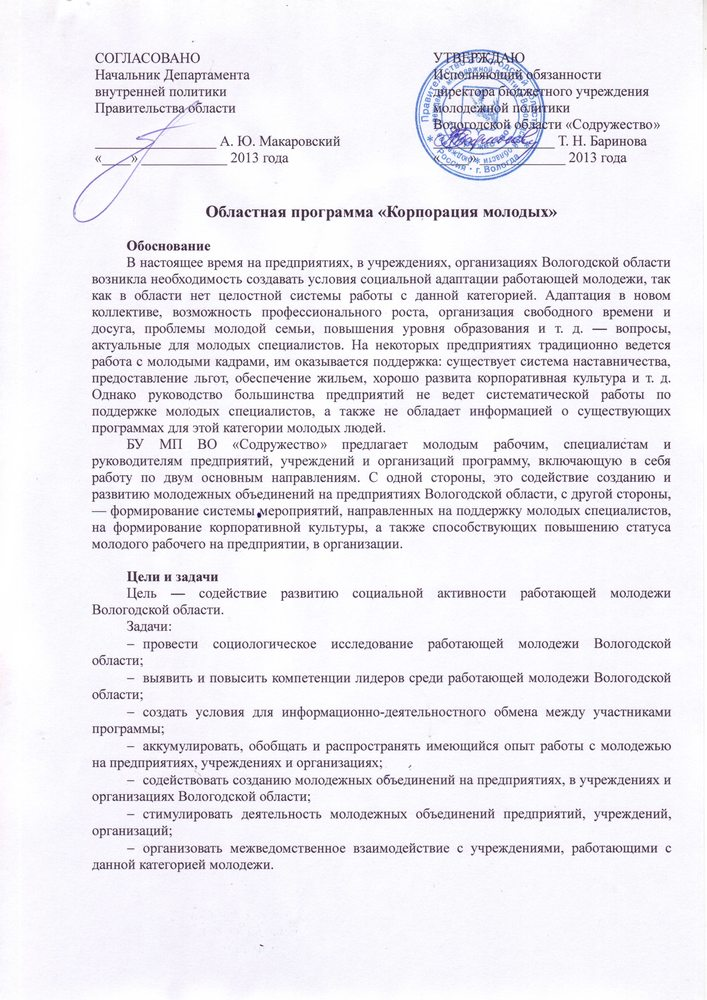 СОГЛАСОВАНО
Начальник Департамента
внутренней политики
Правительства области
______________ А. Ю. Макаровский
«____» ____________ 2013 года
УТВЕРЖДАЮ
Исполняющий обязанности
директора бюджетного учреждения
молодежной политики
Вологодской области «Содружество»
______________ Т. Н. Баринова
«____» ____________ 2013 года
Областная программа «Корпорация молодых»
Обоснование
В настоящее время на предприятиях, в учреждениях, организациях Вологодской области
возникла необходимость создавать условия социальной адаптации работающей молодежи, так
как в области нет целостной системы работы с данной категорией. Адаптация в новом
коллективе, возможность профессионального роста, организация свободного времени и
досуга, проблемы молодой семьи, повышения уровня образования и т. д. — вопросы,
актуальные для молодых специалистов. На некоторых предприятиях традиционно ведется
работа с молодыми кадрами, им оказывается поддержка: существует система наставничества,
предоставление льгот, обеспечение жильем, хорошо развита корпоративная культура и т. д.
Однако руководство большинства предприятий не ведет систематической работы по
поддержке молодых специалистов, а также не обладает информацией о существующих
программах для этой категории молодых людей.
БУ МП ВО «Содружество» предлагает молодым рабочим, специалистам и
руководителям предприятий, учреждений и организаций программу, включающую в себя
работу по двум основным направлениям. С одной стороны, это содействие созданию и
развитию молодежных объединений на предприятиях Вологодской области, с другой стороны,
— формирование системы мероприятий, направленных на поддержку молодых специалистов,
на формирование корпоративной культуры, а также способствующих повышению статуса
молодого рабочего на предприятии, в организации.
Цели и задачи
Цель — содействие развитию социальной активности работающей молодежи
Вологодской области.
Задачи:
– провести социологическое исследование работающей молодежи Вологодской
области;
– выявить и повысить компетенции лидеров среди работающей молодежи Вологодской
области;
– создать условия для информационно-деятельностного обмена между участниками
программы;
– аккумулировать, обобщать и распространять имеющийся опыт работы с молодежью
на предприятиях, учреждениях и организациях;
– содействовать созданию молодежных объединений на предприятиях, в учреждениях и
организациях Вологодской области;
– стимулировать деятельность молодежных объединений предприятий, учреждений,
организаций;
– организовать межведомственное взаимодействие с учреждениями, работающими с
данной категорией молодежи.